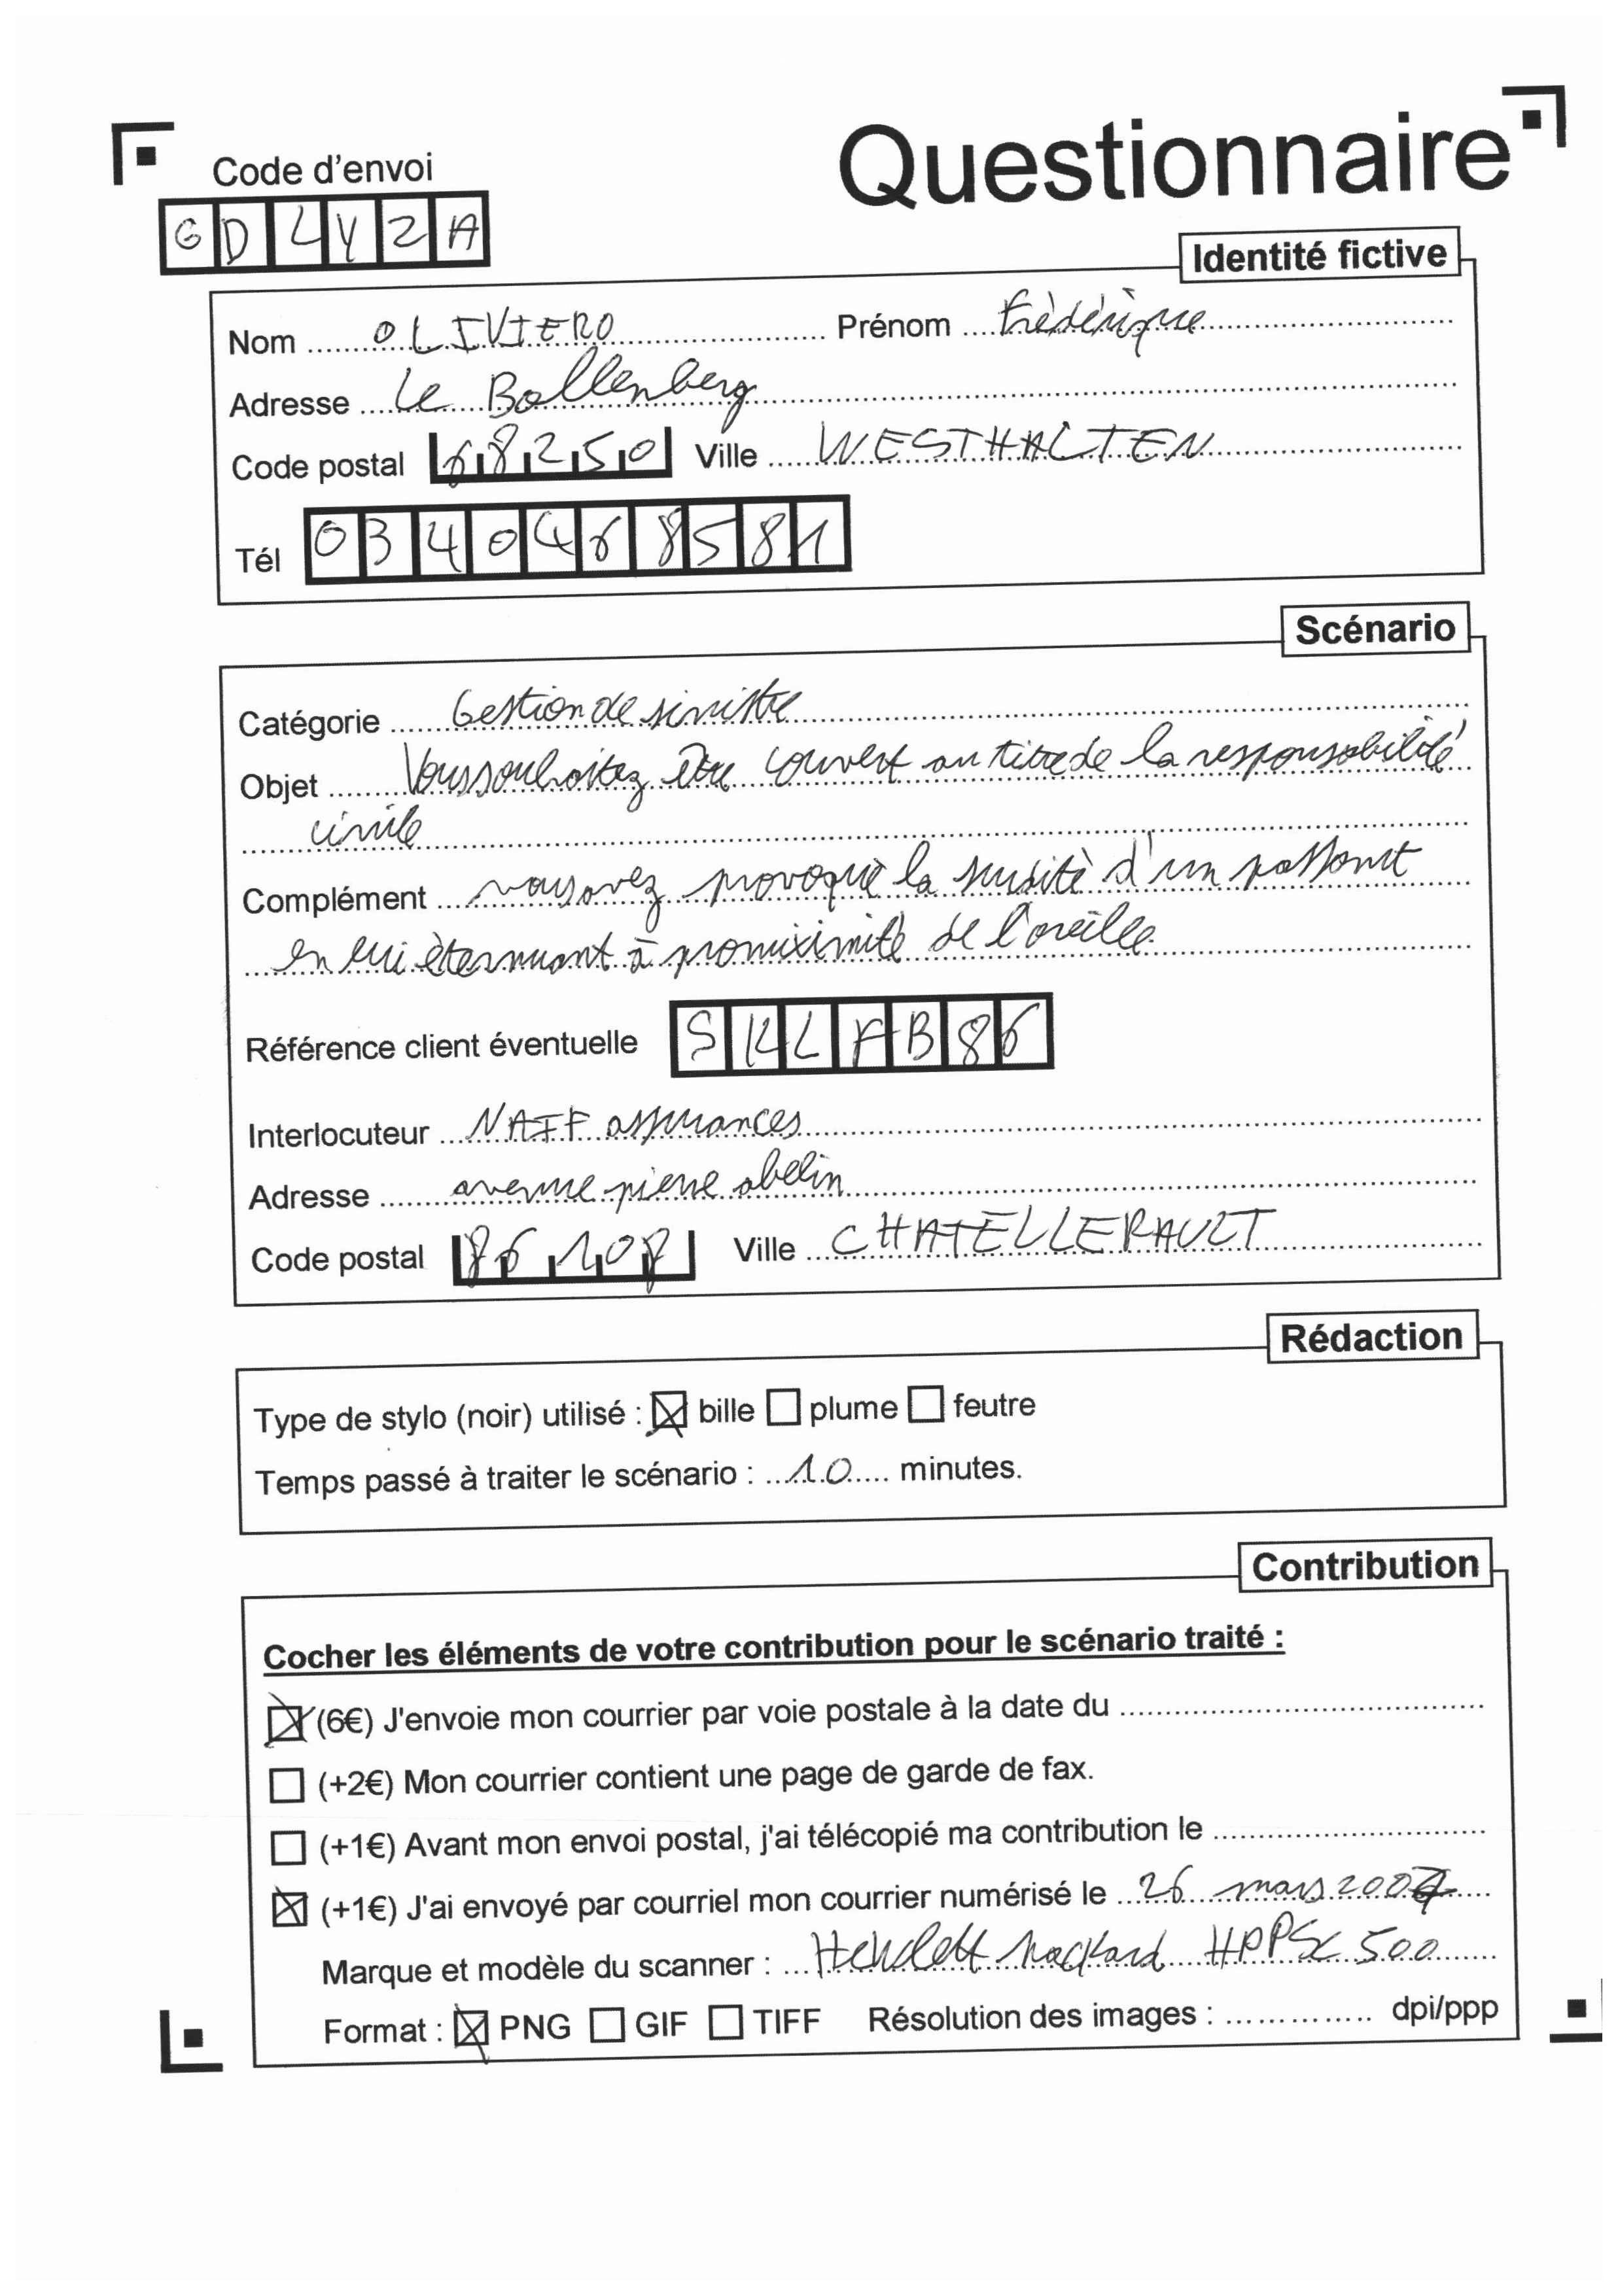 Questionnaire
Code d'envoi
GDLY2A
Identité fictive
Nom OLIVIERO Prénom Frédérique
Adresse Le Bollenberg
Code postal 68250 Ville WESTHALTEN
Tél 0340468581
Scénario
Catégorie Gestion de sinistre
Objet Vous souhaitez être couvert au titre de la responsabilité
civile
Complément vous avez provoqué la surdité d'un passant
en lui éternuant à promiximité de l'oreille.
Référence client éventuelle SKLFB86
Interlocuteur NAIF assurances
Adresse avenue pierre abelin
Code postal Ville CHATELLERAULT
Rédaction
Type de stylo (noir) utilisé : bille plume feutre
Temps passé à traiter le scénario : 10 minutes.
Contribution
Cocher les éléments de votre contribution pour le scénario traité :
(6€) J'envoie mon courrier par voie postale à la date du
(+2€) Mon courrier contient une page de garde de fax.
(+1€) Avant mon envoi postal, j'ai télécopié ma contribution le
(+1€) J'ai envoyé par courriel mon courrier numérisé le 26 mars 2007
Marque et modèle du scanner : Hewlett packard HPPSC 500
Format : PNG GIF TIFF Résolution des images : dpi/ppp